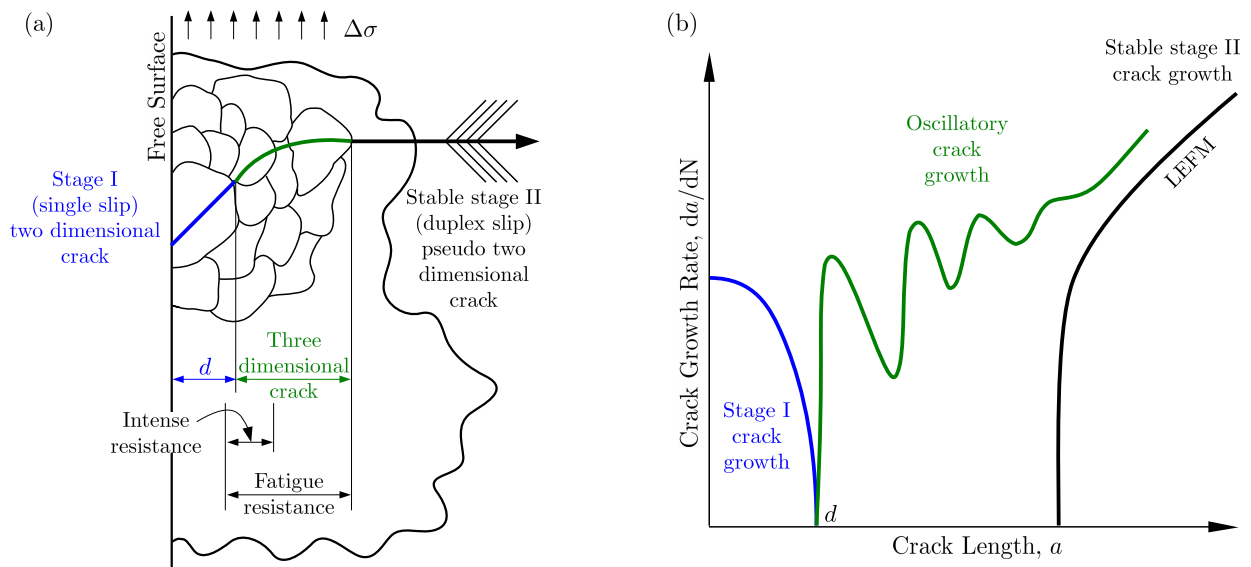 (a)
Δσ
Free Surface
Stage I
(single slip)
two dimensional
crack
Stable stage II
(duplex slip)
pseudo two
dimensional
crack
d
Three
dimensional
crack
Intense
resistance
Fatigue
resistance
(b)
Stable stage II
crack growth
Oscillatory
crack
growth
LEFM
Crack Growth Rate, da/dN
Stage I
crack
growth
d
Crack Length, a